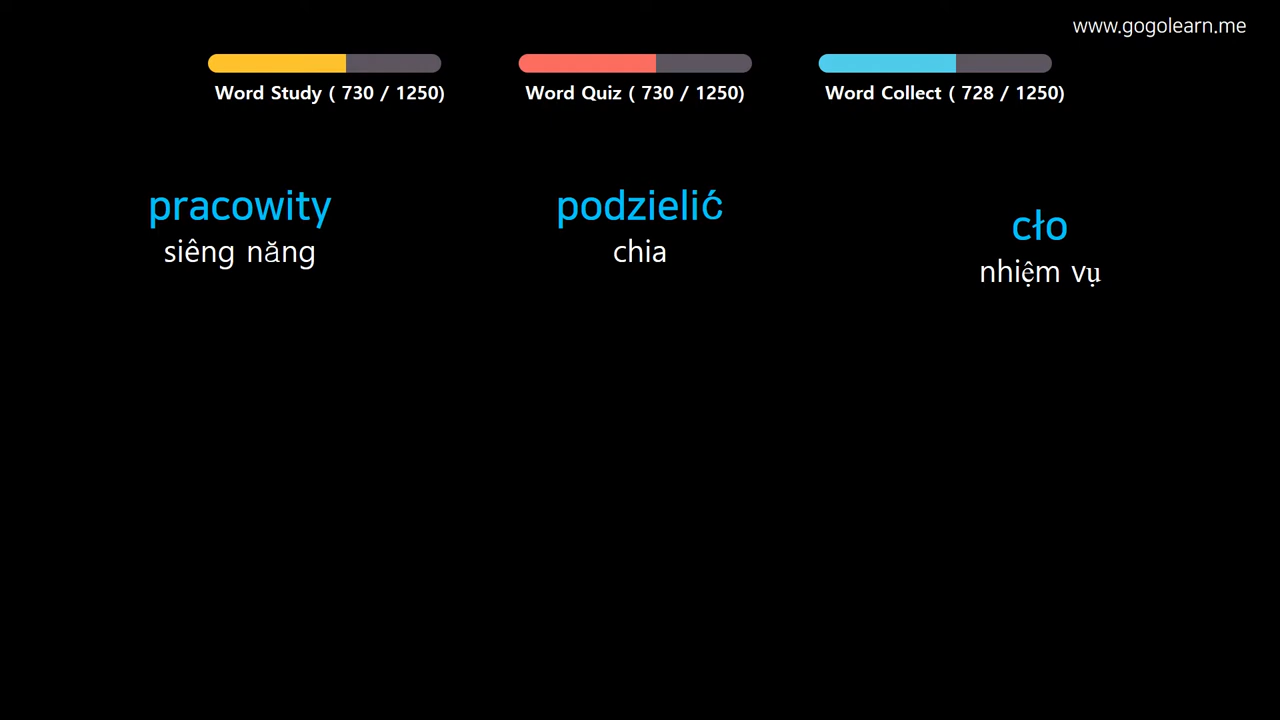 www.gogolearn.me
Word Study ( 730 / 1250)
Word Quiz ( 730 / 1250)
Word Collect ( 728 / 1250)
pracowity
siêng năng
podzielić
chia
cło
nhiệm vụ